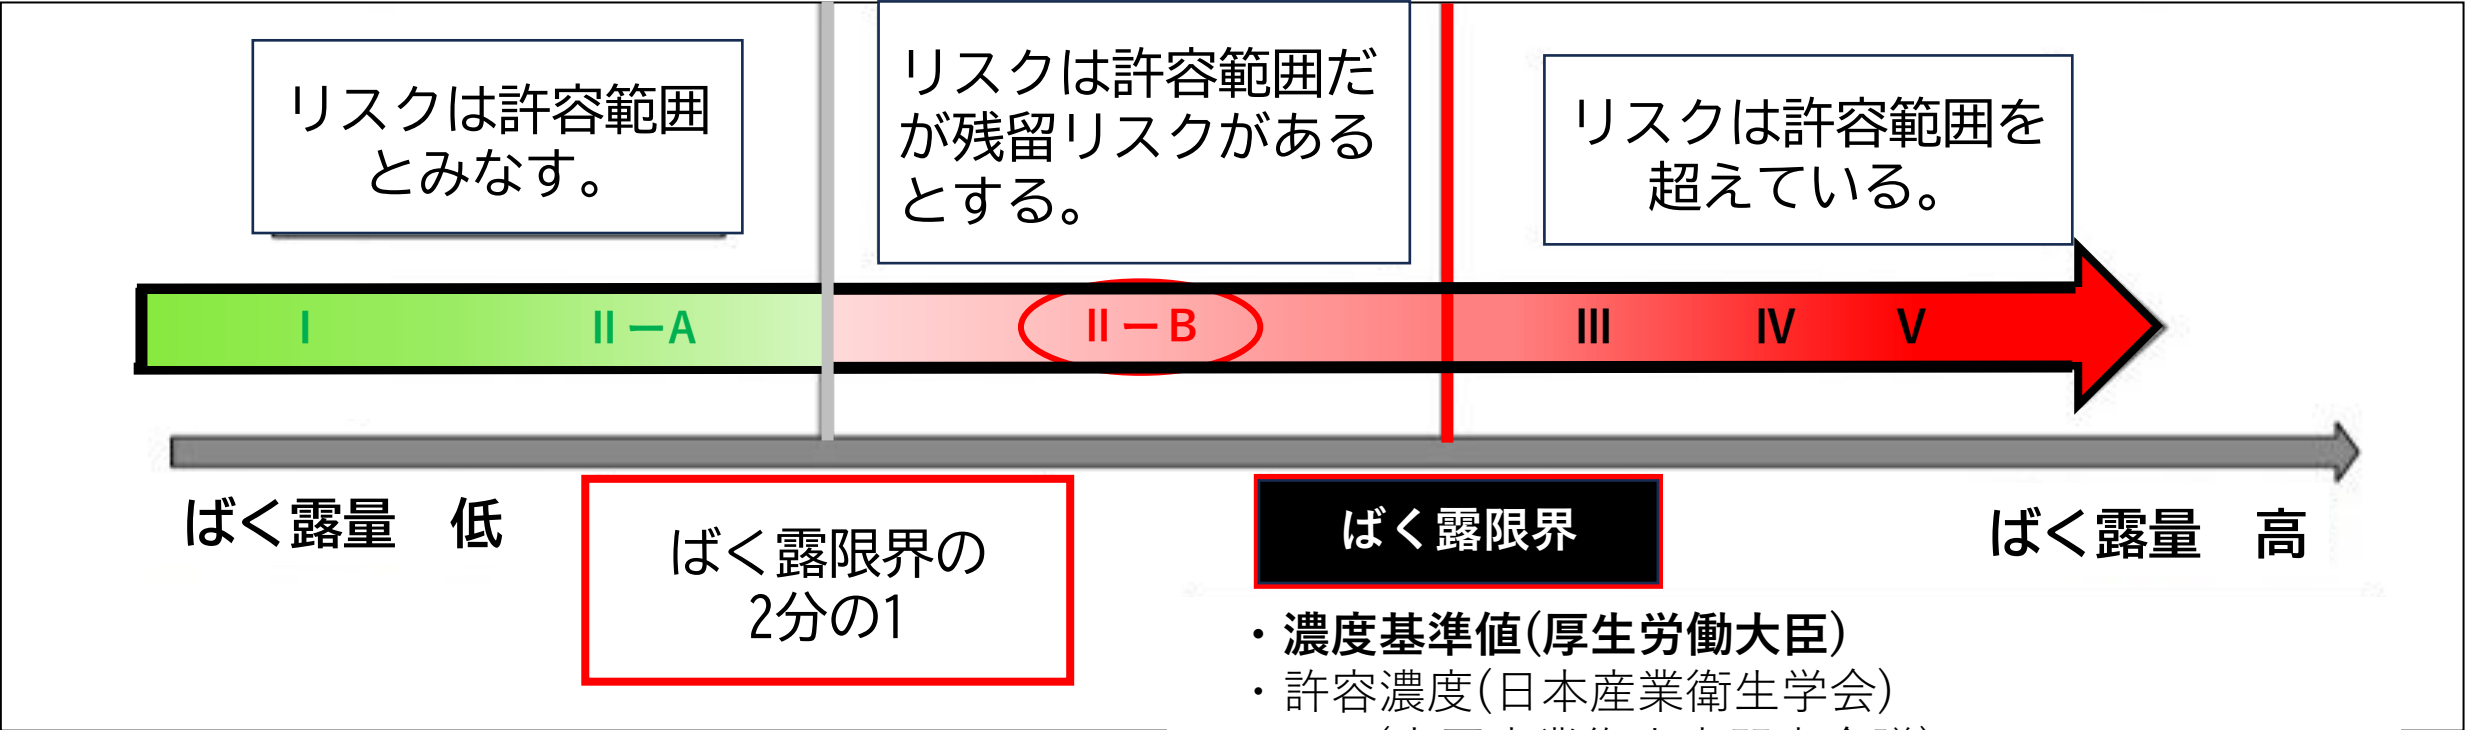 リスクは許容範囲
とみなす。
リスクは許容範囲だ
が残留リスクがある
とする。
リスクは許容範囲を
超えている。
Ⅰ
Ⅱ－A
Ⅱ－B
Ⅲ
Ⅳ
Ⅴ
ばく露量　低
ばく露限界の
2分の1
ばく露限界
ばく露量　高
・濃度基準値(厚生労働大臣)
・許容濃度(日本産業衛生学会)